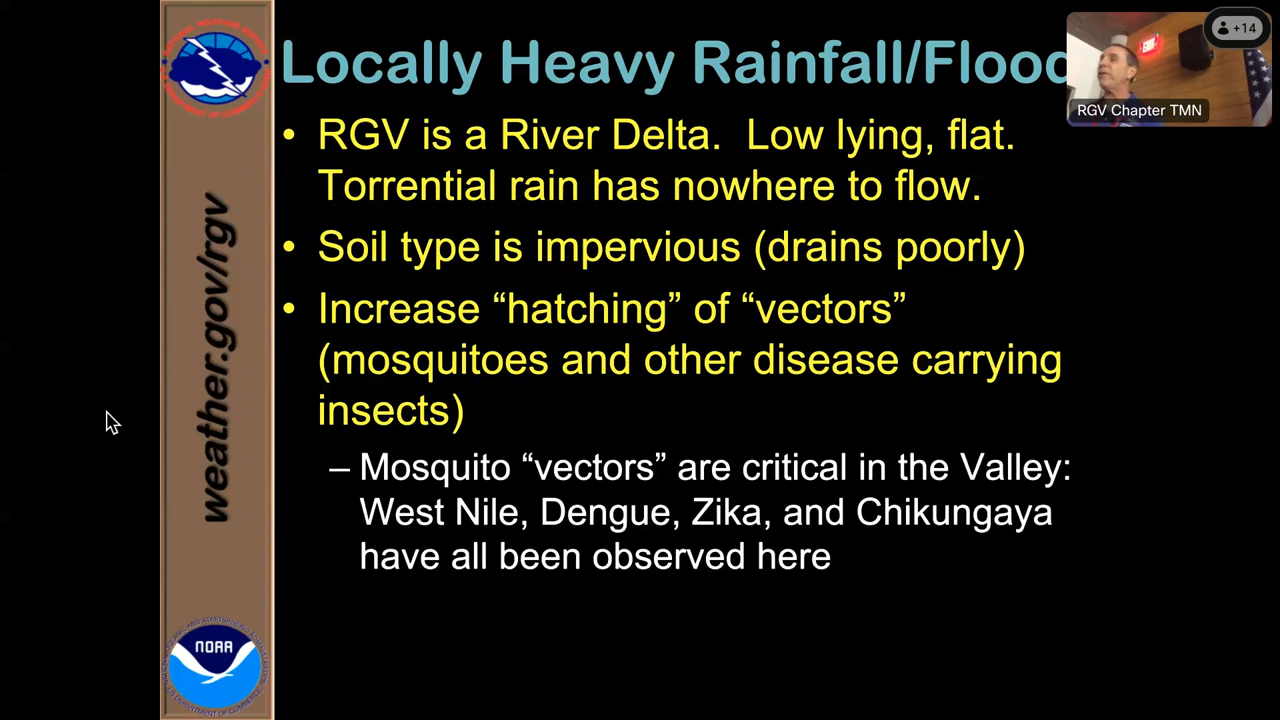 Locally Heavy Rainfall/Flood
+14
EXIT
RGV Chapter TMN
• RGV is a River Delta.  Low lying, flat.
Torrential rain has nowhere to flow.
• Soil type is impervious (drains poorly)
• Increase “hatching” of “vectors”
(mosquitoes and other disease carrying
insects)
– Mosquito “vectors” are critical in the Valley:
West Nile, Dengue, Zika, and Chikungaya
have all been observed here
weather.gov/rgv
NOAA